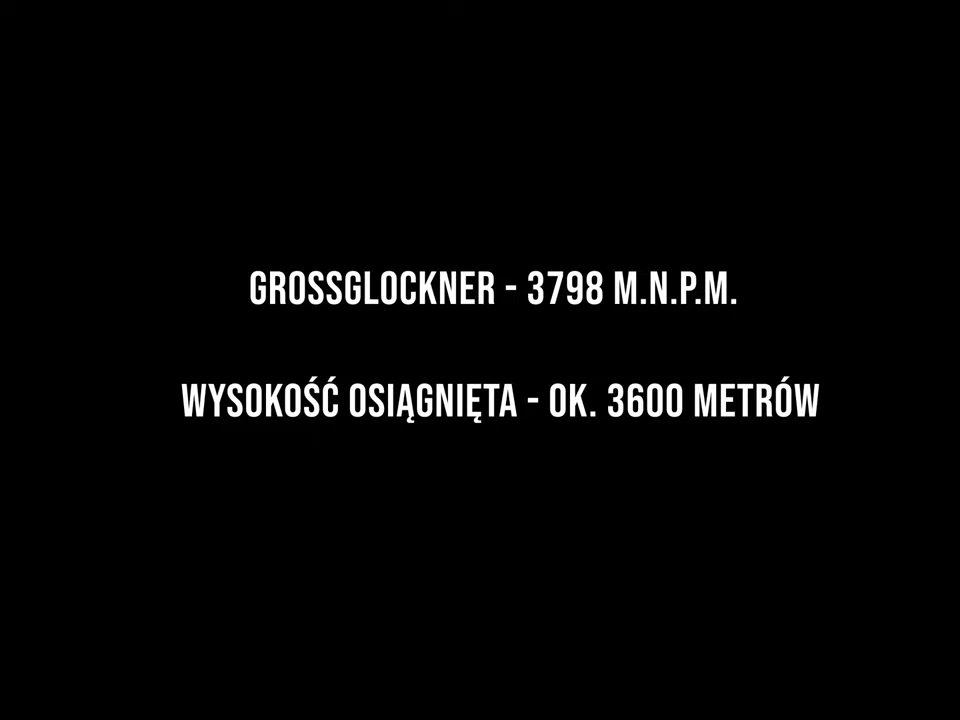 GROSSGLOCKNER - 3798 M.N.P.M.
WYSOKOŚĆ OSIĄGNIĘTA - OK. 3600 METRÓW